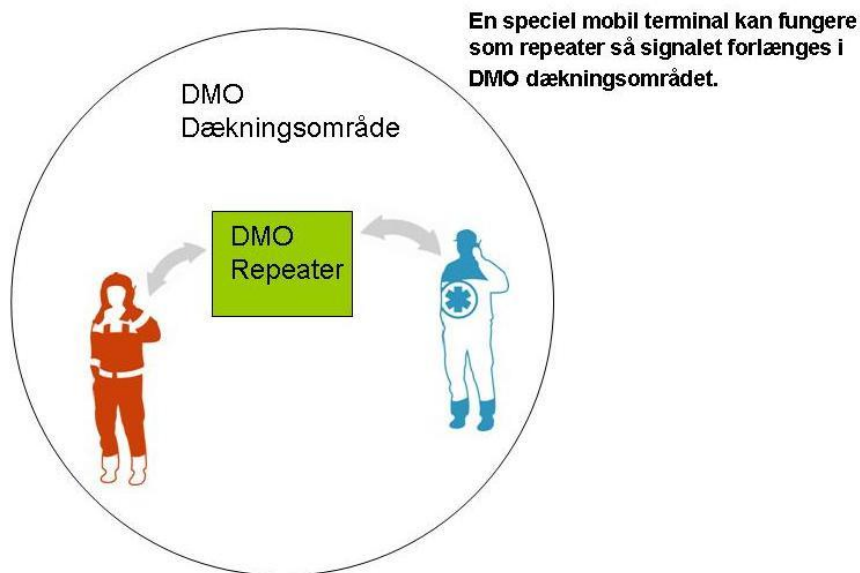 En speciel mobil terminal kan fungere
som repeater så signalet forlænges i
DMO dækningsområdet.
DMO
Dækningsområde
DMO
Repeater